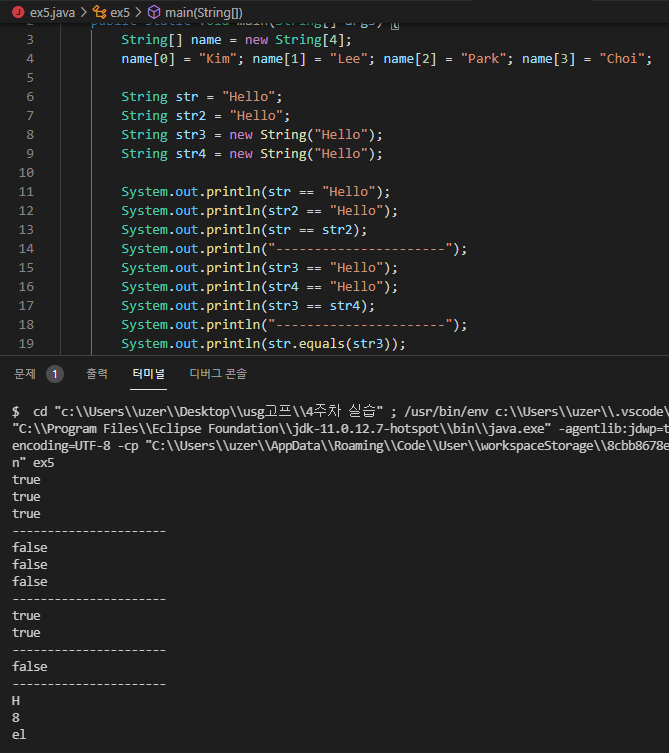 ex5.java > ex5 > main(String[])
2 public static void main(String[] args) {
3 String[] name = new String[4];
4 name[0] = "Kim"; name[1] = "Lee"; name[2] = "Park"; name[3] = "Choi";
5
6 String str = "Hello";
7 String str2 = "Hello";
8 String str3 = new String("Hello");
9 String str4 = new String("Hello");
10
11 System.out.println(str == "Hello");
12 System.out.println(str2 == "Hello");
13 System.out.println(str == str2);
14 System.out.println("----------------------");
15 System.out.println(str3 == "Hello");
16 System.out.println(str4 == "Hello");
17 System.out.println(str3 == str4);
18 System.out.println("----------------------");
19 System.out.println(str.equals(str3));
문제 1 출력 터미널 디버그 콘솔
$ cd "c:\\Users\\uzer\\Desktop\\usg고프\\4주차 실습" ; /usr/bin/env c:\\Users\\uzer\\.vscode\
"C:\\Program Files\\Eclipse Foundation\\jdk-11.0.12.7-hotspot\\bin\\java.exe" -agentlib:jdwp=t
encoding=UTF-8 -cp "C:\\Users\\uzer\\AppData\\Roaming\\Code\\User\\workspaceStorage\\8cbb8678e
n" ex5
true
true
true
----------------------
false
false
false
----------------------
true
true
----------------------
false
----------------------
H
8
el